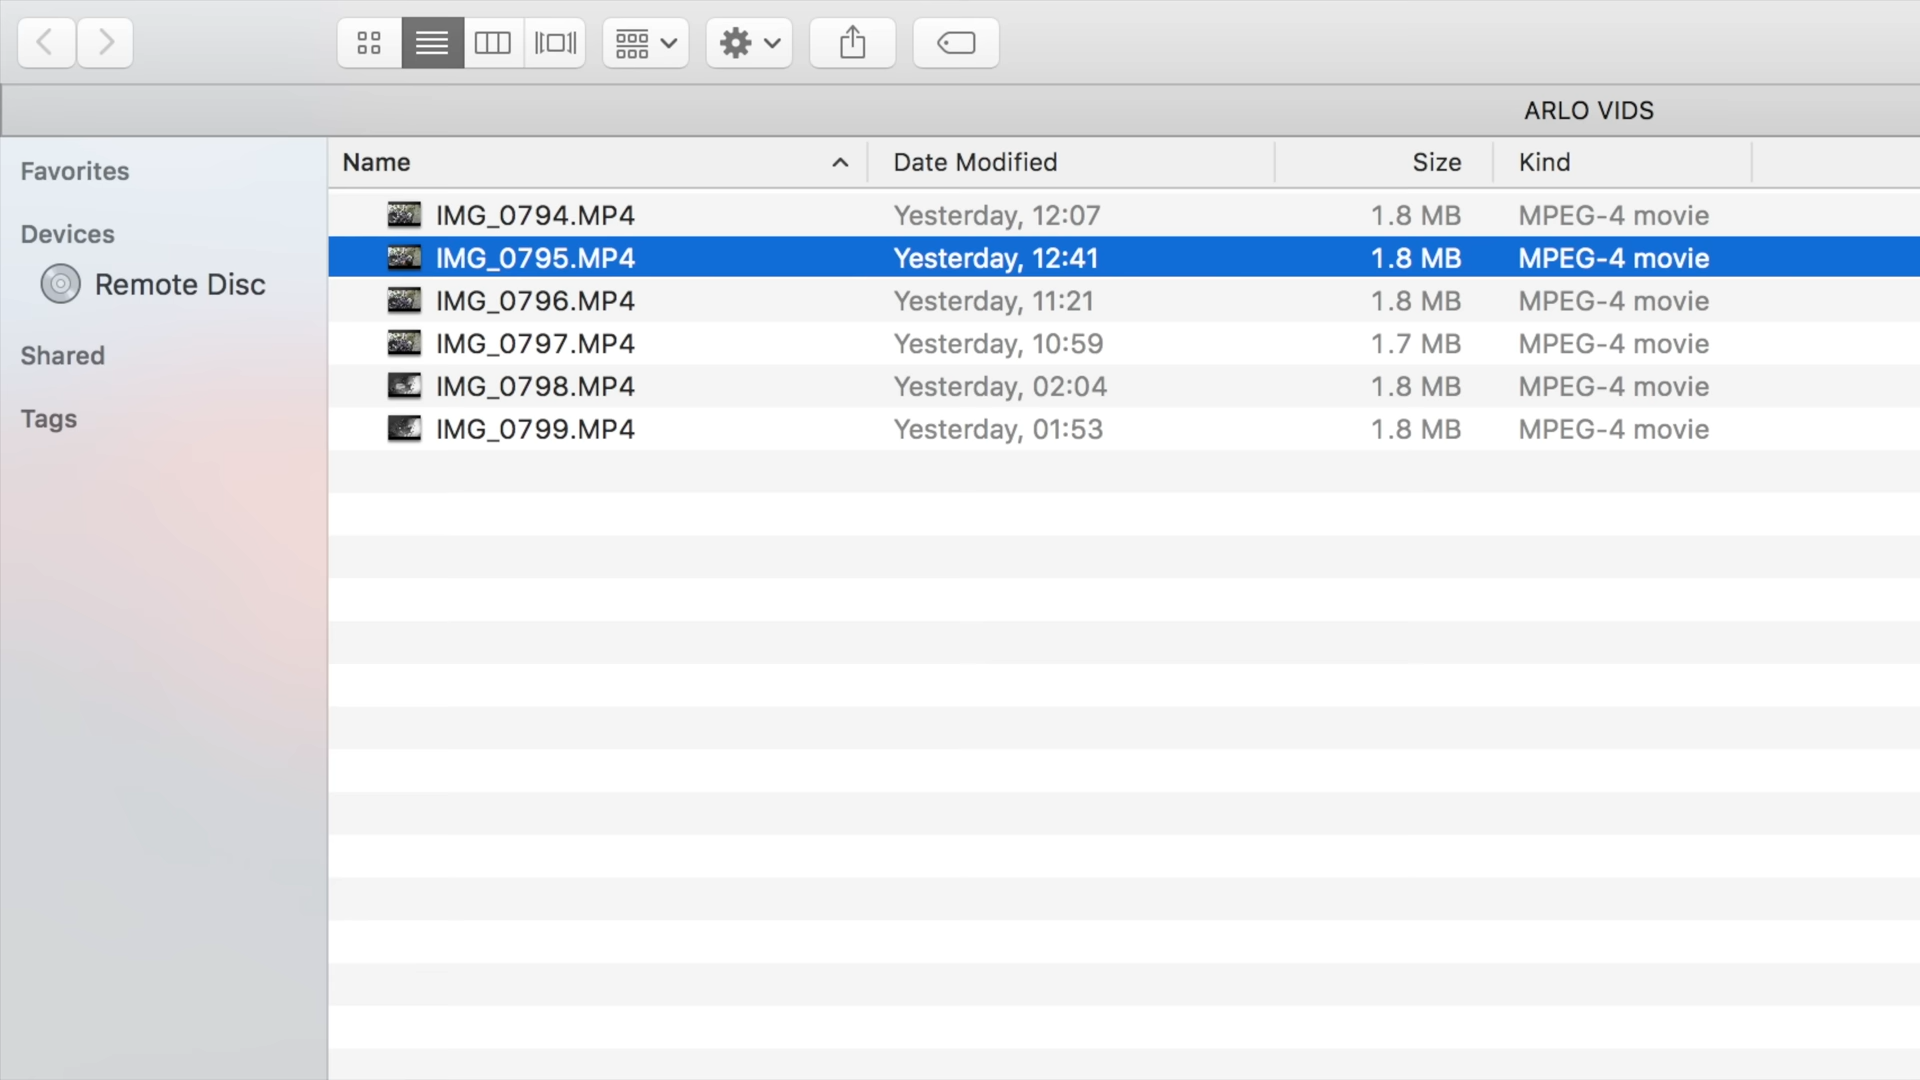 ARLO VIDS
Favorites
Devices
Remote Disc
Shared
Tags
Name Date Modified Size Kind
IMG_0794.MP4 Yesterday, 12:07 1.8 MB MPEG-4 movie
IMG_0795.MP4 Yesterday, 12:41 1.8 MB MPEG-4 movie
IMG_0796.MP4 Yesterday, 11:21 1.8 MB MPEG-4 movie
IMG_0797.MP4 Yesterday, 10:59 1.7 MB MPEG-4 movie
IMG_0798.MP4 Yesterday, 02:04 1.8 MB MPEG-4 movie
IMG_0799.MP4 Yesterday, 01:53 1.8 MB MPEG-4 movie